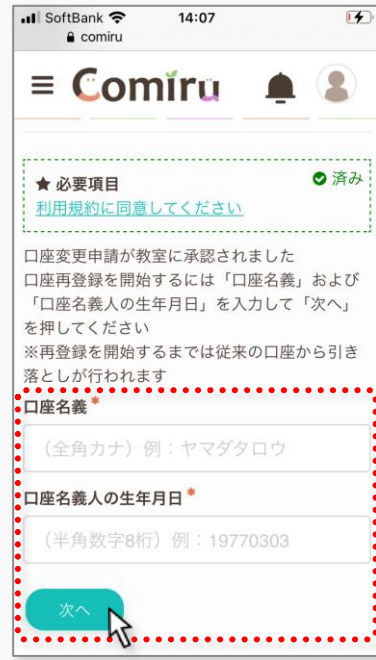 SoftBank 14:07
comiru
Comiru
★ 必要項目 済み
利用規約に同意してください
口座変更申請が教室に承認されました
口座再登録を開始するには「口座名義」および
「口座名義人の生年月日」を入力して「次へ」
を押してください
※再登録を開始するまでは従来の口座から引き
落としが行われます
口座名義*
（全角カナ）例：ヤマダタロウ
口座名義人の生年月日*
（半角数字8桁）例：19770303
次へ